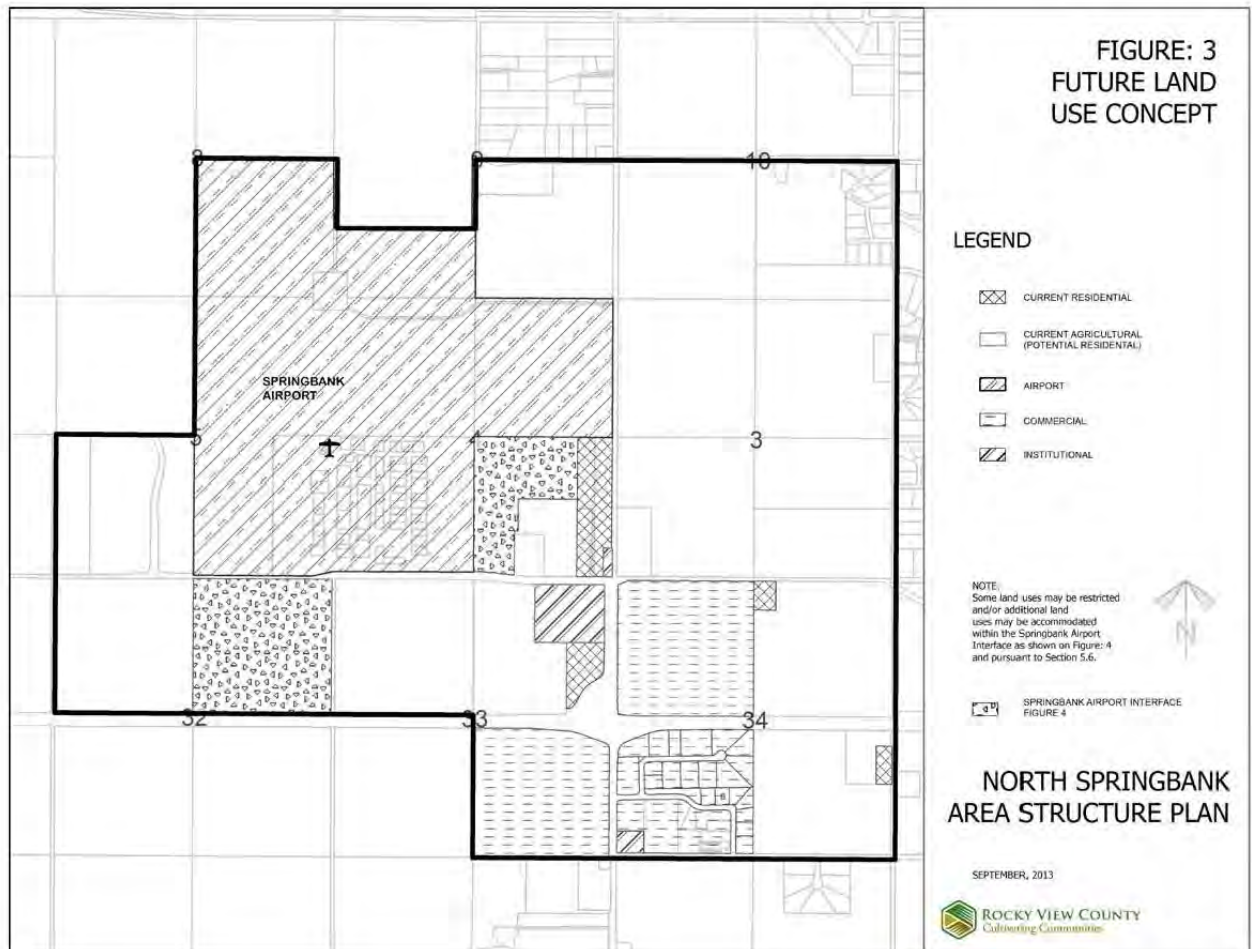 FIGURE: 3
FUTURE LAND
USE CONCEPT
8
9
10
LEGEND
CURRENT RESIDENTIAL
CURRENT AGRICULTURAL
(POTENTIAL RESIDENTAL)
AIRPORT
COMMERCIAL
INSTITUTIONAL
SPRINGBANK
AIRPORT
5
4
3
NOTE:
Some land uses may be restricted
and/or additional land
uses may be accommodated
within the Springbank Airport
Interface as shown on Figure: 4
and pursuant to Section 5.6.
N
SPRINGBANK AIRPORT INTERFACE
FIGURE 4
32
33
34
NORTH SPRINGBANK
AREA STRUCTURE PLAN
SEPTEMBER, 2013
ROCKY VIEW COUNTY
Cultivating Communities